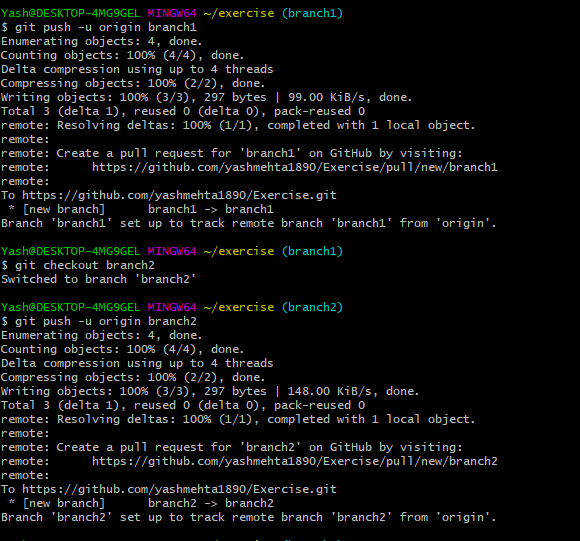 Yash@DESKTOP-4MG9GEL MINGW64 ~/exercise (branch1)
$ git push -u origin branch1
Enumerating objects: 4, done.
Counting objects: 100% (4/4), done.
Delta compression using up to 4 threads
Compressing objects: 100% (2/2), done.
Writing objects: 100% (3/3), 297 bytes | 99.00 KiB/s, done.
Total 3 (delta 1), reused 0 (delta 0), pack-reused 0
remote: Resolving deltas: 100% (1/1), completed with 1 local object.
remote:
remote: Create a pull request for 'branch1' on GitHub by visiting:
remote:      https://github.com/yashmehta1890/Exercise/pull/new/branch1
remote:
To https://github.com/yashmehta1890/Exercise.git
 * [new branch]      branch1 -> branch1
Branch 'branch1' set up to track remote branch 'branch1' from 'origin'.

Yash@DESKTOP-4MG9GEL MINGW64 ~/exercise (branch1)
$ git checkout branch2
Switched to branch 'branch2'

Yash@DESKTOP-4MG9GEL MINGW64 ~/exercise (branch2)
$ git push -u origin branch2
Enumerating objects: 4, done.
Counting objects: 100% (4/4), done.
Delta compression using up to 4 threads
Compressing objects: 100% (2/2), done.
Writing objects: 100% (3/3), 297 bytes | 148.00 KiB/s, done.
Total 3 (delta 1), reused 0 (delta 0), pack-reused 0
remote: Resolving deltas: 100% (1/1), completed with 1 local object.
remote:
remote: Create a pull request for 'branch2' on GitHub by visiting:
remote:      https://github.com/yashmehta1890/Exercise/pull/new/branch2
remote:
To https://github.com/yashmehta1890/Exercise.git
 * [new branch]      branch2 -> branch2
Branch 'branch2' set up to track remote branch 'branch2' from 'origin'.